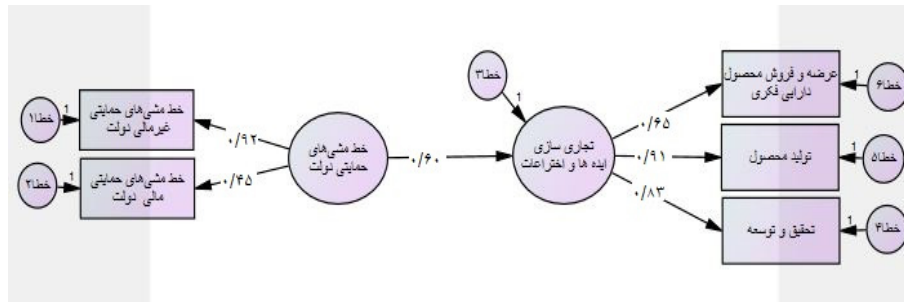 خطا۱
1
خط مشی‌های حمایتی
غیرمالی دولت
۰/۹۲
خطا۲
1
خط مشی‌های حمایتی
مالی دولت
۰/۴۵
خط مشی‌های
حمایتی دولت
۰/۶۰
خطا۳
1
تجاری سازی
ایده ها و اختراعات
۰/۶۵
عرضه و فروش محصول
دارایی فکری
1
خطا۶
۰/۹۱
تولید محصول
1
خطا۵
۰/۸۳
تحقیق و توسعه
1
خطا۴